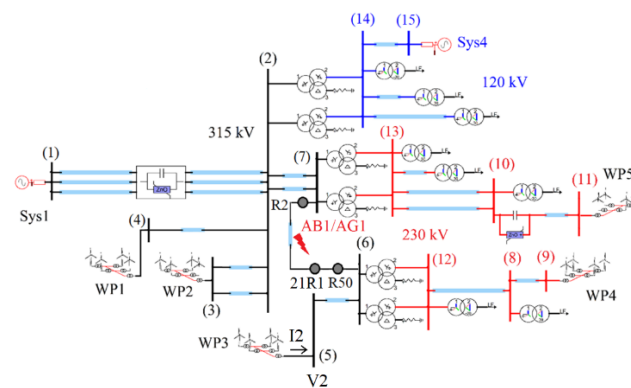 (14)
(15)
Sys4
(2)
120 kV
315 kV
(13)
(1)
(7)
(10)
WP5
(11)
R2
Sys1
AB1/AG1
(4)
230 kV
(6)
(12)
(8)
(9)
WP1
WP2
21R1
R50
WP4
(3)
WP3
I2
(5)
V2